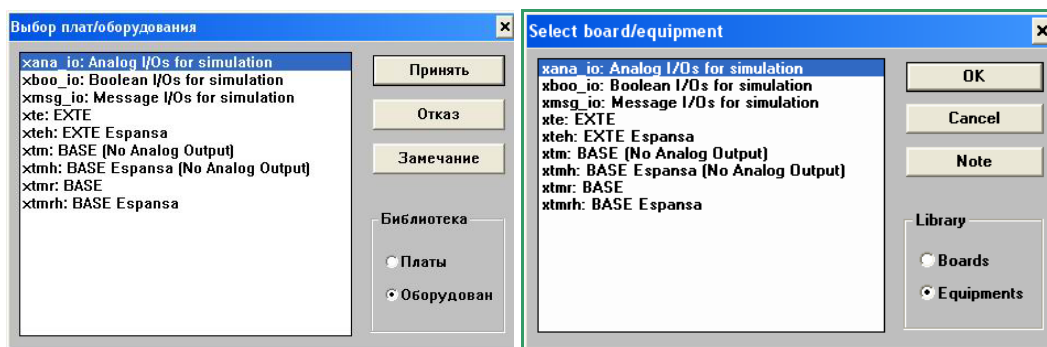 Выбор плат/оборудования
xana_io: Analog I/Os for simulation
xboo_io: Boolean I/Os for simulation
xmsg_io: Message I/Os for simulation
xte: EXTE
xteh: EXTE Espansa
xtm: BASE (No Analog Output)
xtmh: BASE Espansa (No Analog Output)
xtmr: BASE
xtmrh: BASE Espansa
Принять
Отказ
Замечание
Библиотека
Платы
Оборудован
Select board/equipment
xana_io: Analog I/Os for simulation
xboo_io: Boolean I/Os for simulation
xmsg_io: Message I/Os for simulation
xte: EXTE
xteh: EXTE Espansa
xtm: BASE (No Analog Output)
xtmh: BASE Espansa (No Analog Output)
xtmr: BASE
xtmrh: BASE Espansa
OK
Cancel
Note
Library
Boards
Equipments